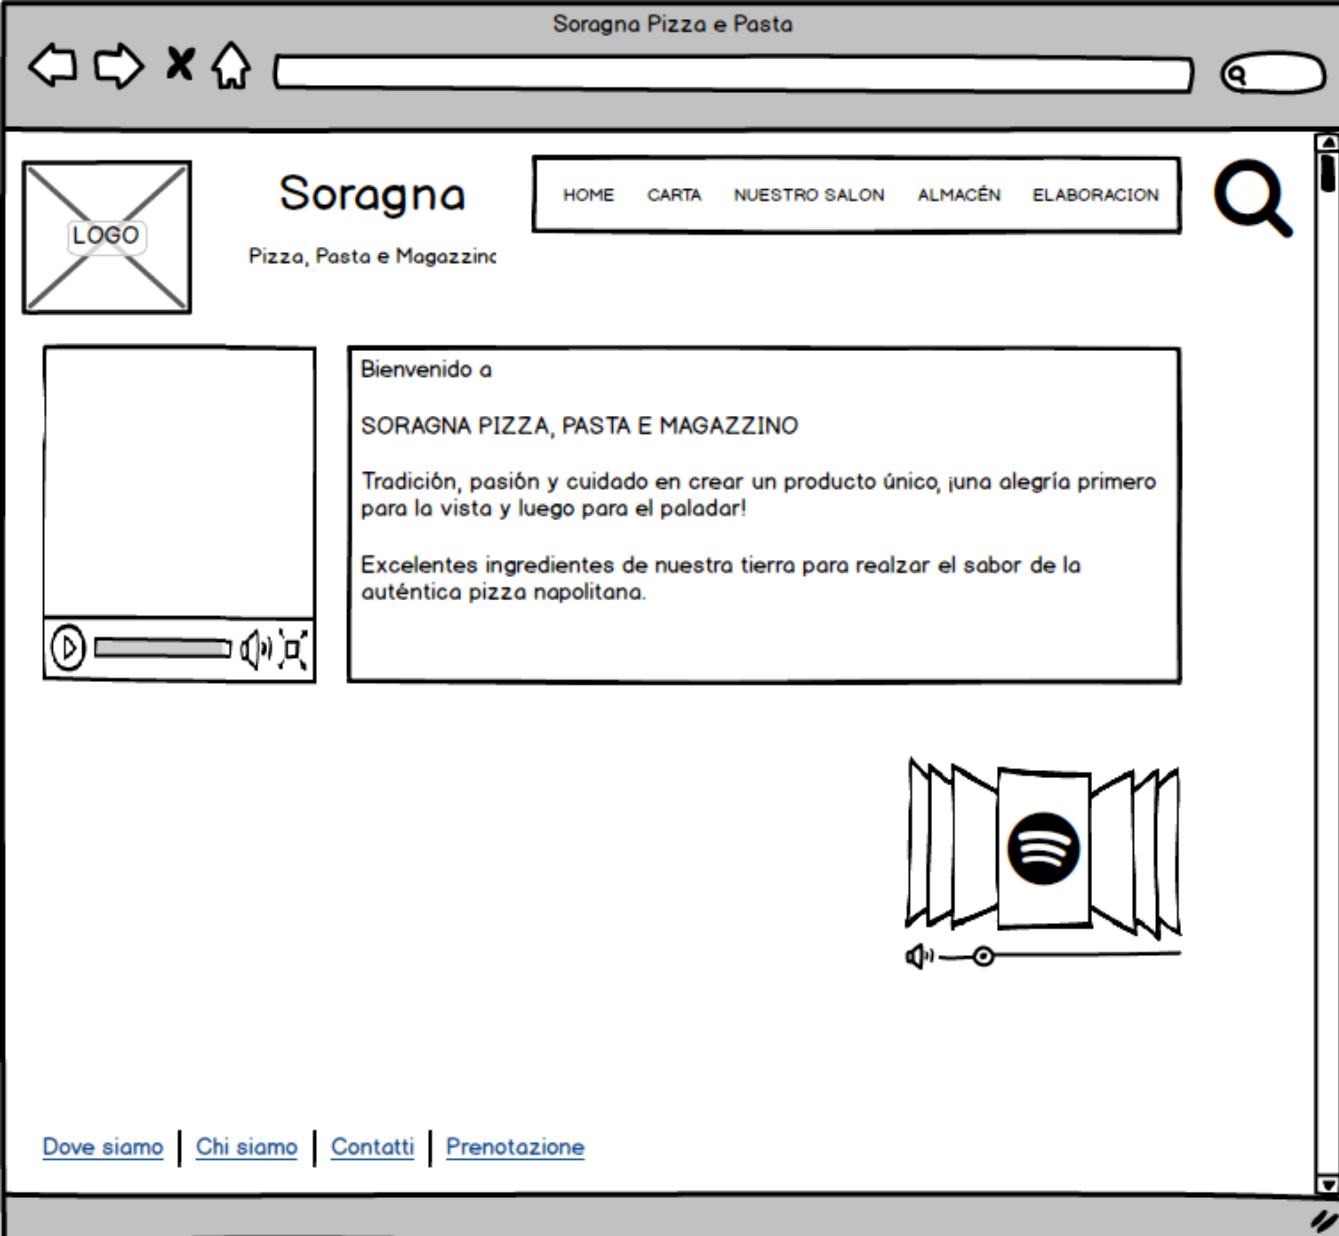 Soragna Pizza e Pasta
LOGO
Soragna
Pizza, Pasta e Magazzino
HOME CARTA NUESTRO SALON ALMACÉN ELABORACION
Bienvenido a
SORAGNA PIZZA, PASTA E MAGAZZINO
Tradición, pasión y cuidado en crear un producto único, ¡una alegría primero
para la vista y luego para el paladar!
Excelentes ingredientes de nuestra tierra para realzar el sabor de la
auténtica pizza napolitana.
Dove siamo | Chi siamo | Contatti | Prenotazione